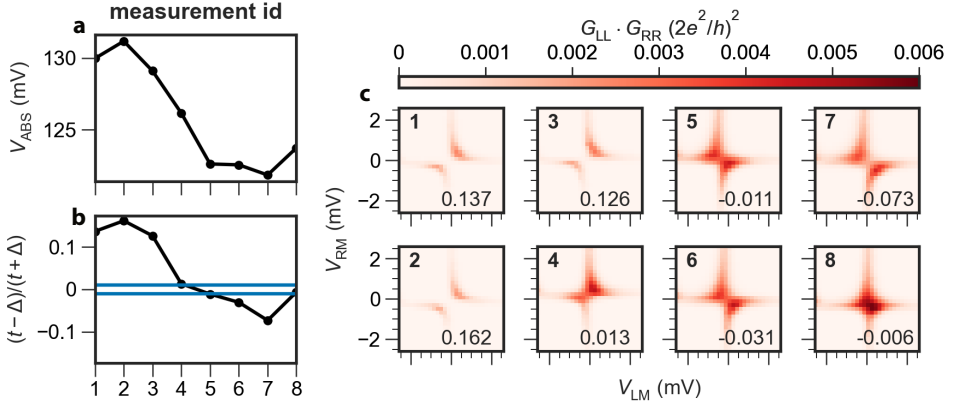 measurement id
a
130
125
V_ABS (mV)
b
0.1
0
−0.1
(t − Δ)/(t + Δ)
1 2 3 4 5 6 7 8
G_LL · G_RR (2e²/h)²
0 0.001 0.002 0.003 0.004 0.005 0.006
c
2
0
−2
1
0.137
3
0.126
5
-0.011
7
-0.073
V_RM (mV)
2
0
−2
2
0.162
4
0.013
6
-0.031
8
-0.006
V_LM (mV)